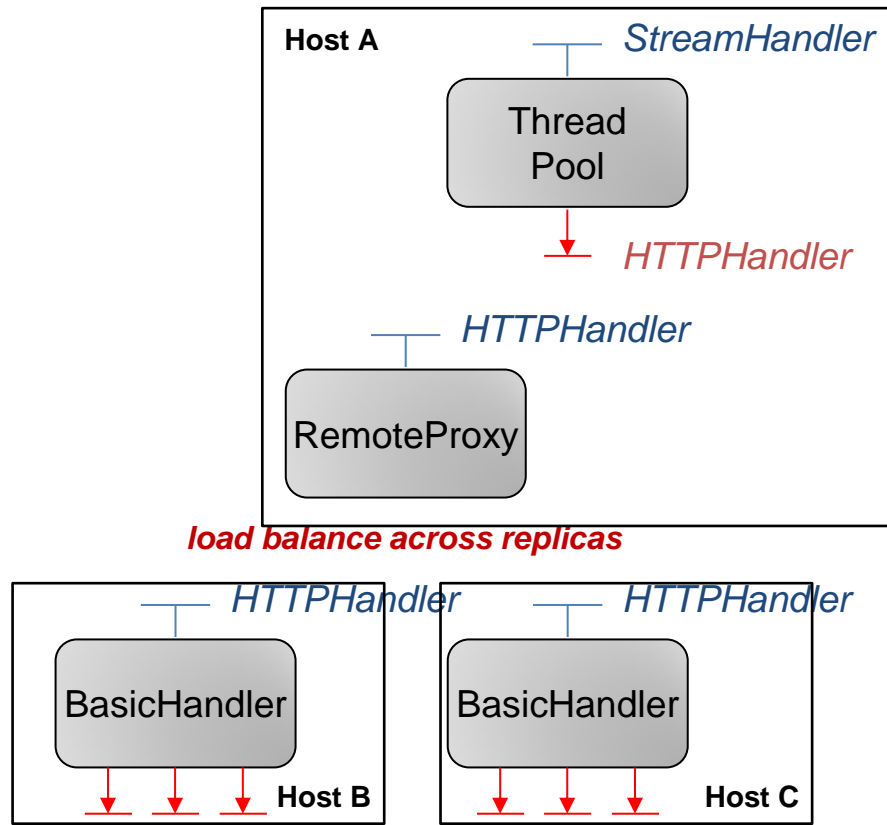 Host A
StreamHandler
Thread
Pool
HTTPHandler
HTTPHandler
RemoteProxy
load balance across replicas
HTTPHandler
HTTPHandler
BasicHandler
BasicHandler
Host B
Host C